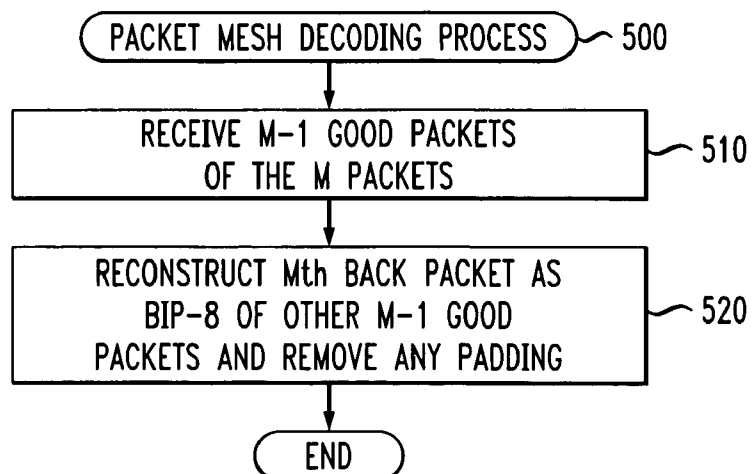 PACKET MESH DECODING PROCESS 500
RECEIVE M-1 GOOD PACKETS
OF THE M PACKETS
510
RECONSTRUCT Mth BACK PACKET AS
BIP-8 OF OTHER M-1 GOOD
PACKETS AND REMOVE ANY PADDING
520
END